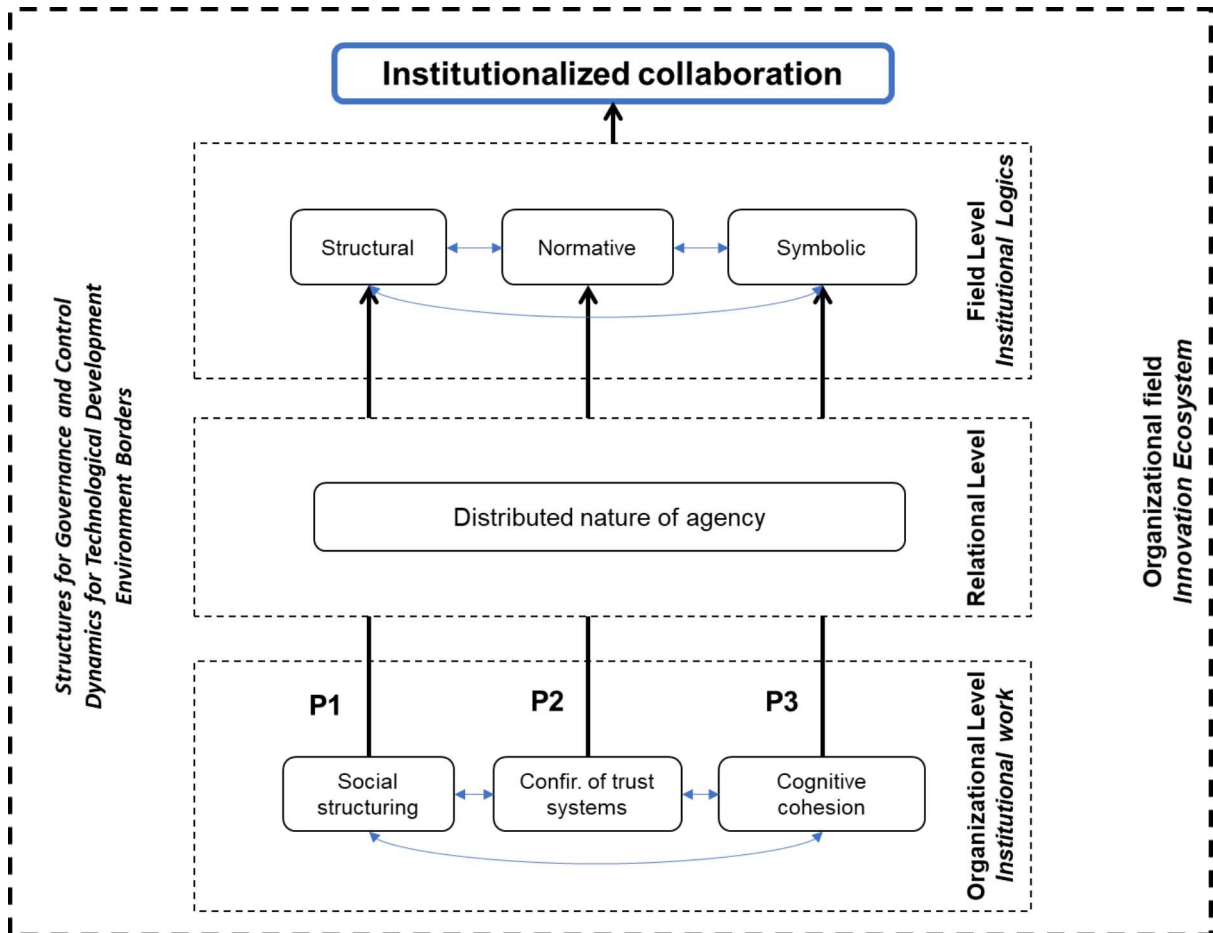 Institutionalized collaboration
Structural
Normative
Symbolic
Field Level
Institutional Logics
Distributed nature of agency
Relational Level
P1
P2
P3
Social
structuring
Confir. of trust
systems
Cognitive
cohesion
Organizational Level
Institutional work
Structures for Governance and Control
Dynamics for Technological Development
Environment Borders
Organizational field
Innovation Ecosystem